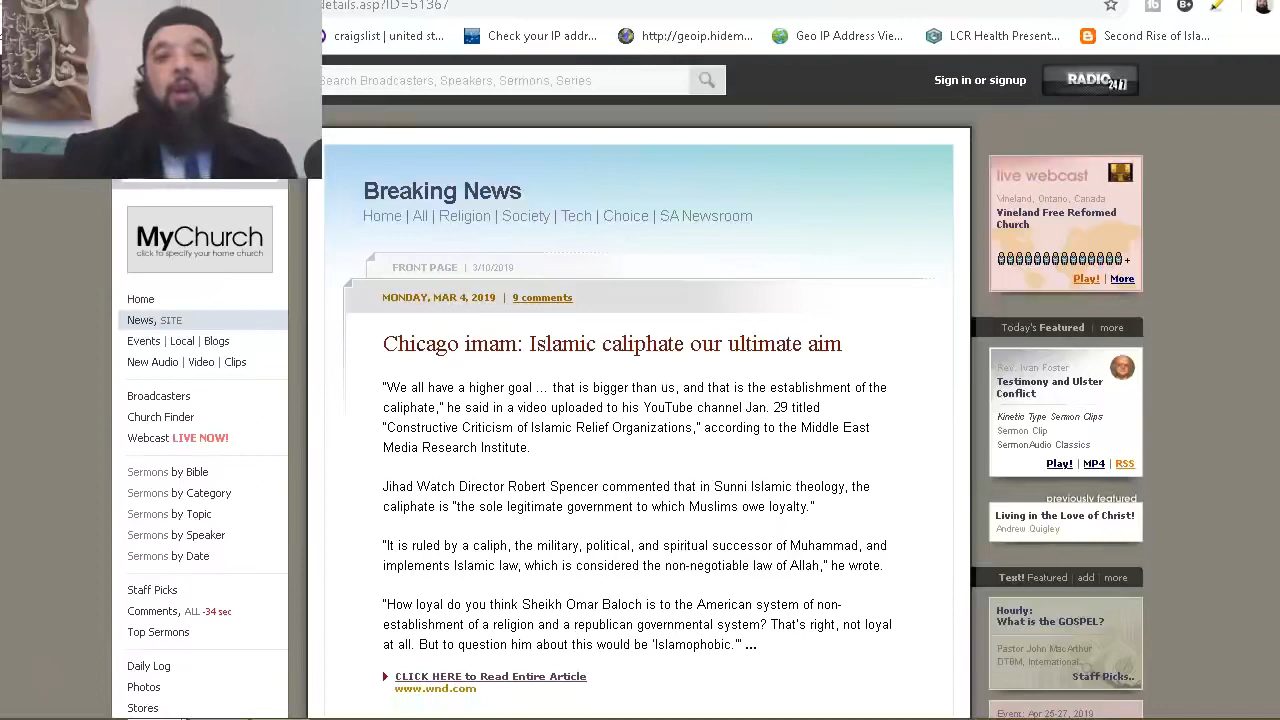 details.asp?ID=51367
craigslist | united st...
Check your IP addr...
http://geoip.hidem...
Geo IP Address Vie...
LCR Health Present...
Second Rise of Isla...
Search Broadcasters, Speakers, Sermons, Series
Sign in or signup
RADIO 24/7
MyChurch
click to specify your home church
Home
News, SITE
Events | Local | Blogs
New Audio | Video | Clips
Broadcasters
Church Finder
Webcast LIVE NOW!
Sermons by Bible
Sermons by Category
Sermons by Topic
Sermons by Speaker
Sermons by Date
Staff Picks
Comments, ALL -34 sec
Top Sermons
Daily Log
Photos
Stores
Breaking News
Home | All | Religion | Society | Tech | Choice | SA Newsroom
FRONT PAGE | 3/10/2019
MONDAY, MAR 4, 2019 | 9 comments
Chicago imam: Islamic caliphate our ultimate aim
"We all have a higher goal ... that is bigger than us, and that is the establishment of the
caliphate," he said in a video uploaded to his YouTube channel Jan. 29 titled
"Constructive Criticism of Islamic Relief Organizations," according to the Middle East
Media Research Institute.
Jihad Watch Director Robert Spencer commented that in Sunni Islamic theology, the
caliphate is "the sole legitimate government to which Muslims owe loyalty."
"It is ruled by a caliph, the military, political, and spiritual successor of Muhammad, and
implements Islamic law, which is considered the non-negotiable law of Allah," he wrote.
"How loyal do you think Sheikh Omar Baloch is to the American system of non-
establishment of a religion and a republican governmental system? That's right, not loyal
at all. But to question him about this would be 'Islamophobic.'" ...
CLICK HERE to Read Entire Article
www.wnd.com
live webcast
Vineland, Ontario, Canada
Vineland Free Reformed
Church
+
Play! | More
Today's Featured | more
Rev. Ivan Foster
Testimony and Ulster
Conflict
Kinetic Type Sermon Clips
Sermon Clip
SermonAudio Classics
Play! | MP4 | RSS
previously featured
Living in the Love of Christ!
Andrew Quigley
Text! Featured | add | more
Hourly:
What is the GOSPEL?
Pastor John MacArthur
DTBM, International
Staff Picks..
Event: Apr 25-27, 2019